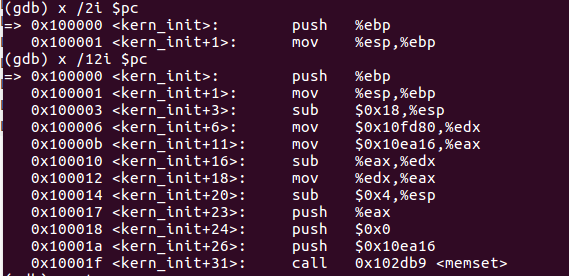 (gdb) x /2i $pc
=> 0x100000 <kern_init>: push %ebp
0x100001 <kern_init+1>: mov %esp,%ebp
(gdb) x /12i $pc
=> 0x100000 <kern_init>: push %ebp
0x100001 <kern_init+1>: mov %esp,%ebp
0x100003 <kern_init+3>: sub $0x18,%esp
0x100006 <kern_init+6>: mov $0x10fd80,%edx
0x10000b <kern_init+11>: mov $0x10ea16,%eax
0x100010 <kern_init+16>: sub %eax,%edx
0x100012 <kern_init+18>: mov %edx,%eax
0x100014 <kern_init+20>: sub $0x4,%esp
0x100017 <kern_init+23>: push %eax
0x100018 <kern_init+24>: push $0x0
0x10001a <kern_init+26>: push $0x10ea16
0x10001f <kern_init+31>: call 0x102db9 <memset>